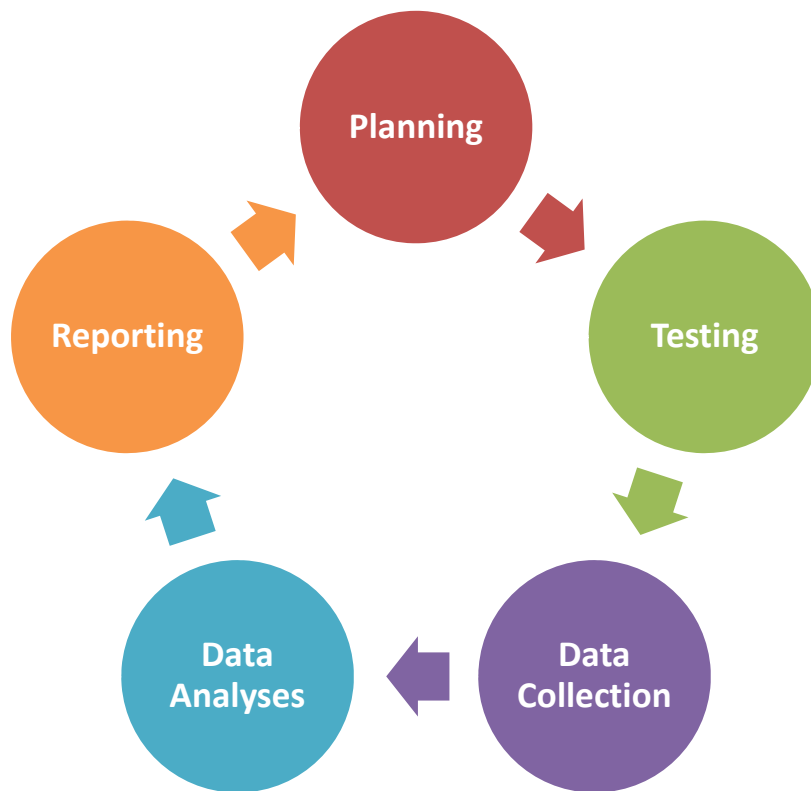 Planning
Testing
Data
Collection
Data
Analyses
Reporting